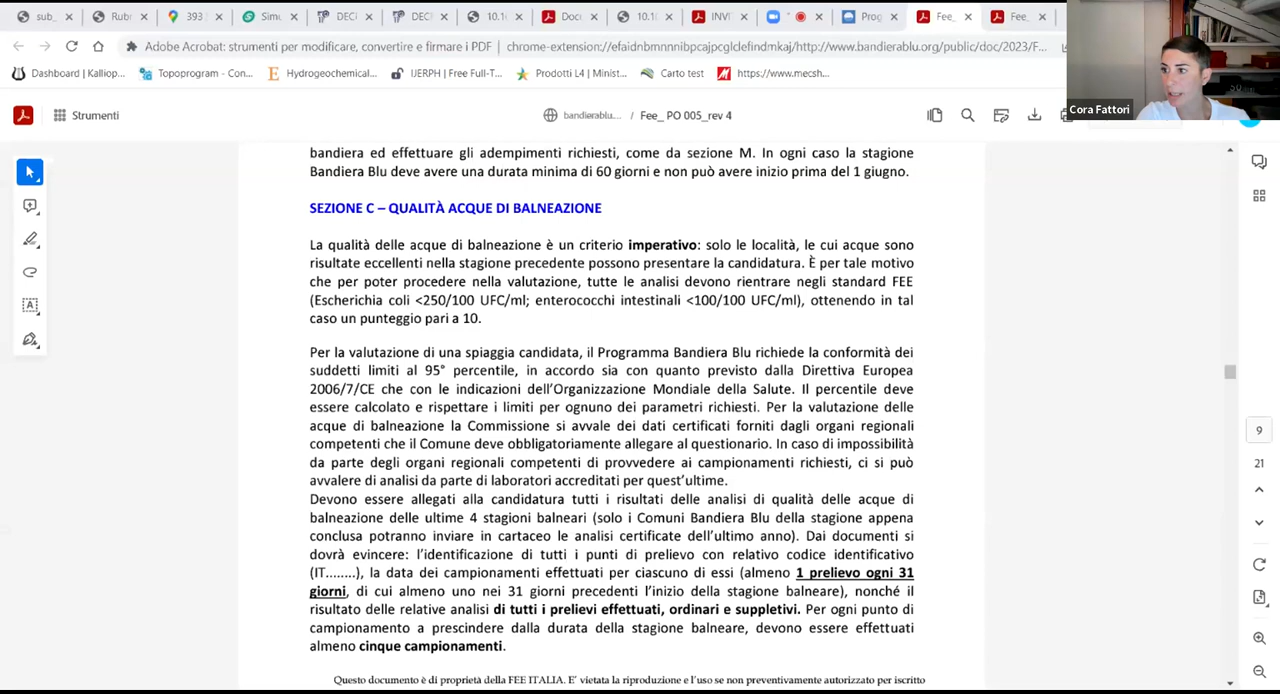 sub_
Rubr
393
Simu
DECI
DECR
10.10
Docu
10.10
INVI
Prog
Fee_
Fee_
Adobe Acrobat: strumenti per modificare, convertire e firmare i PDF
chrome-extension://efaidnbmnnnibpcajpcglclefindmkaj/http://www.bandierablu.org/public/doc/2023/F...
Dashboard | Kalliop...
Topoprogram - Con...
Hydrogeochemical...
IJERPH | Free Full-T...
Prodotti L4 | Minist...
Carto test
https://www.mecsh...
Cora Fattori
Strumenti
bandierablu....
/ Fee_ PO 005_rev 4
bandiera ed effettuare gli adempimenti richiesti, come da sezione M. In ogni caso la stagione
Bandiera Blu deve avere una durata minima di 60 giorni e non può avere inizio prima del 1 giugno.
SEZIONE C – QUALITÀ ACQUE DI BALNEAZIONE
La qualità delle acque di balneazione è un criterio imperativo: solo le località, le cui acque sono
risultate eccellenti nella stagione precedente possono presentare la candidatura. È per tale motivo
che per poter procedere nella valutazione, tutte le analisi devono rientrare negli standard FEE
(Escherichia coli <250/100 UFC/ml; enterococchi intestinali <100/100 UFC/ml), ottenendo in tal
caso un punteggio pari a 10.
Per la valutazione di una spiaggia candidata, il Programma Bandiera Blu richiede la conformità dei
suddetti limiti al 95° percentile, in accordo sia con quanto previsto dalla Direttiva Europea
2006/7/CE che con le indicazioni dell'Organizzazione Mondiale della Salute. Il percentile deve
essere calcolato e rispettare i limiti per ognuno dei parametri richiesti. Per la valutazione delle
acque di balneazione la Commissione si avvale dei dati certificati forniti dagli organi regionali
competenti che il Comune deve obbligatoriamente allegare al questionario. In caso di impossibilità
da parte degli organi regionali competenti di provvedere ai campionamenti richiesti, ci si può
avvalere di analisi da parte di laboratori accreditati per quest'ultime.
Devono essere allegati alla candidatura tutti i risultati delle analisi di qualità delle acque di
balneazione delle ultime 4 stagioni balneari (solo i Comuni Bandiera Blu della stagione appena
conclusa potranno inviare in cartaceo le analisi certificate dell'ultimo anno). Dai documenti si
dovrà evincere: l'identificazione di tutti i punti di prelievo con relativo codice identificativo
(IT........), la data dei campionamenti effettuati per ciascuno di essi (almeno 1 prelievo ogni 31
giorni, di cui almeno uno nei 31 giorni precedenti l'inizio della stagione balneare), nonché il
risultato delle relative analisi di tutti i prelievi effettuati, ordinari e suppletivi. Per ogni punto di
campionamento a prescindere dalla durata della stagione balneare, devono essere effettuati
almeno cinque campionamenti.
Questo documento è di proprietà della FEE ITALIA. E' vietata la riproduzione e l'uso se non preventivamente autorizzato per iscritto
9
21